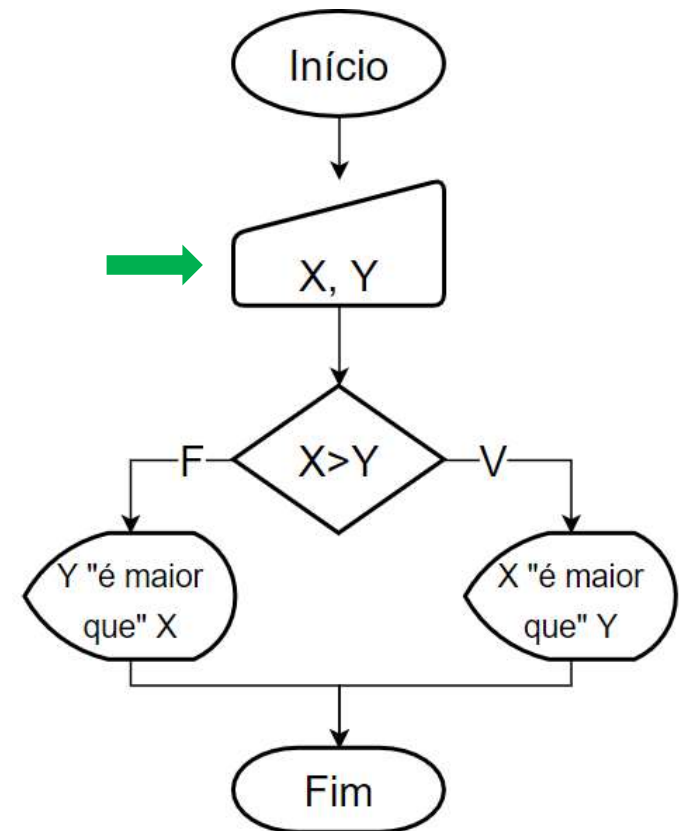 Início
X, Y
F
X>Y
V
Y "é maior
que" X
X "é maior
que" Y
Fim